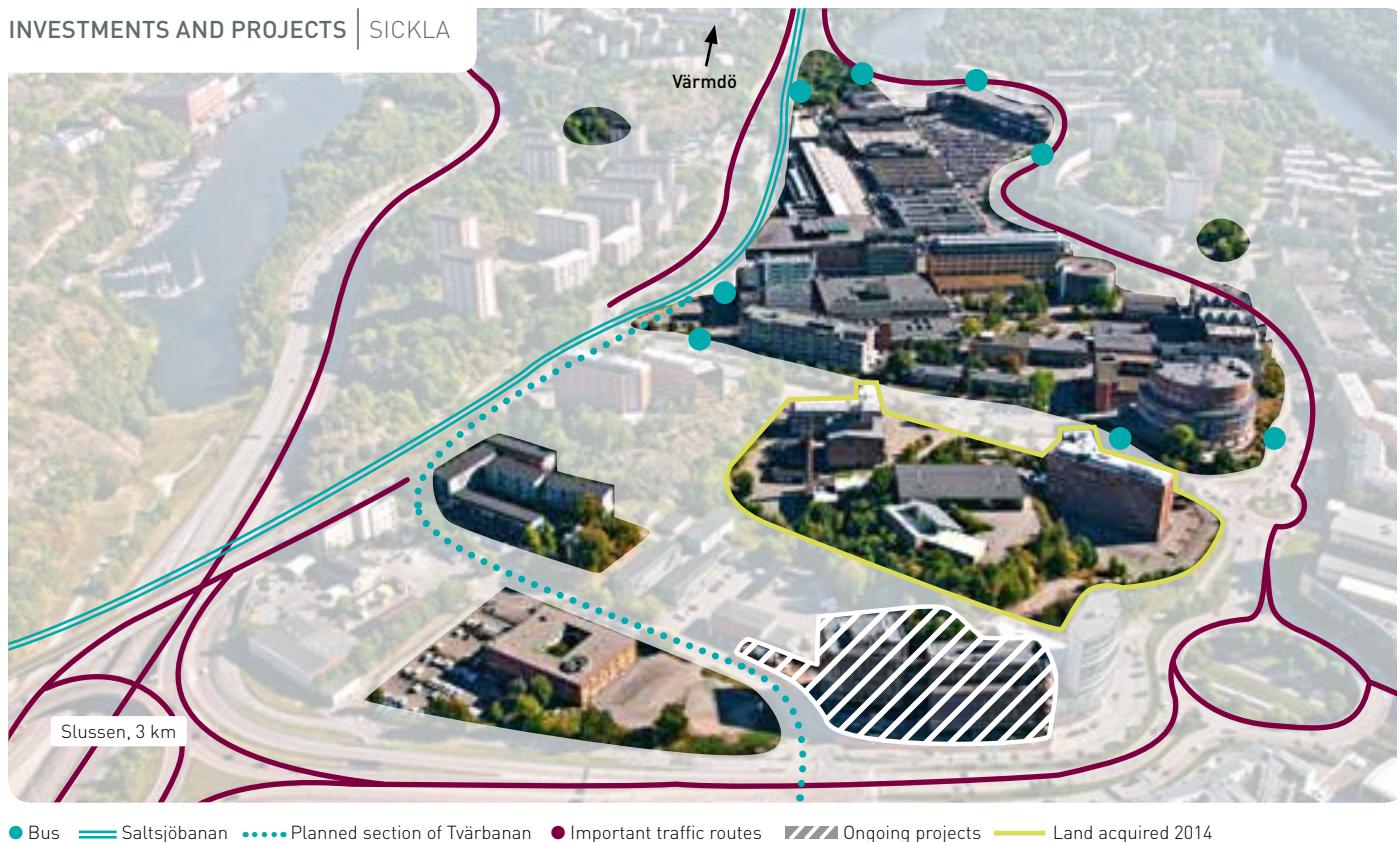 INVESTMENTS AND PROJECTS | SICKLA
Värmdö
Slussen, 3 km
Bus Saltsjöbanan Planned section of Tvärbanan Important traffic routes Ongoing projects Land acquired 2014